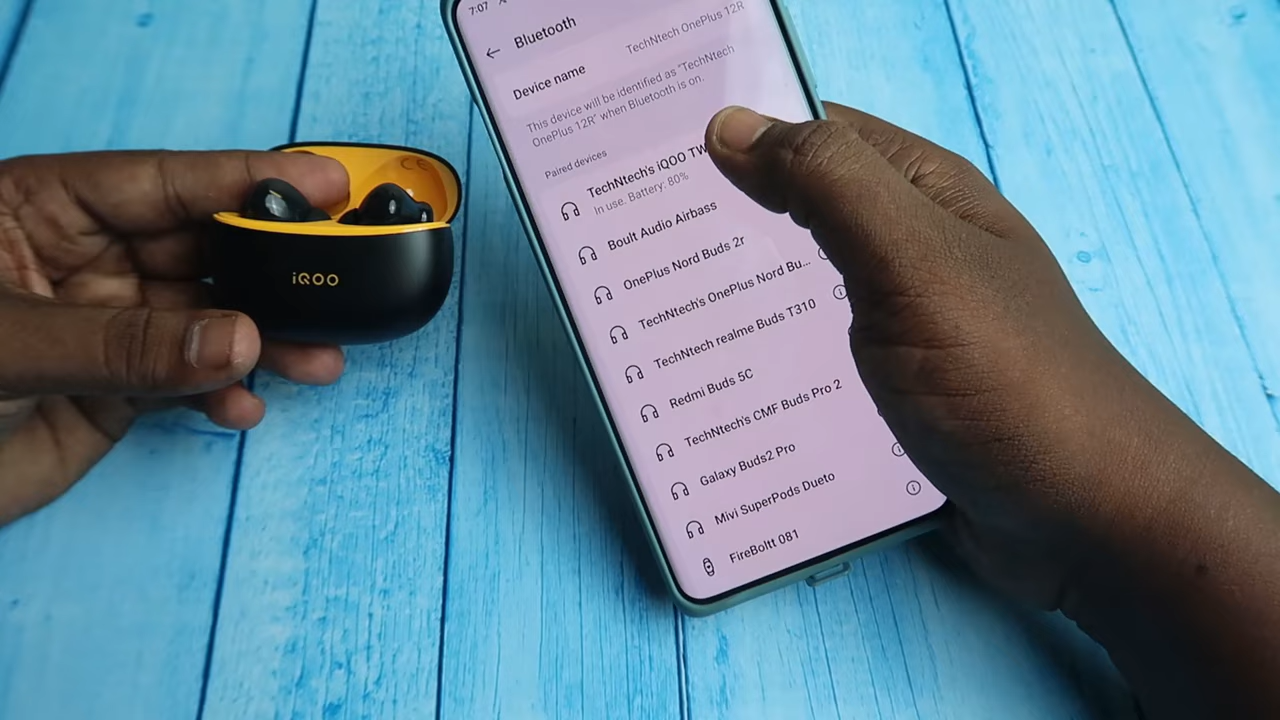 7:07
Bluetooth
Device name
TechNtech OnePlus 12R
This device will be identified as "TechNtech
OnePlus 12R" when Bluetooth is on.
Paired devices
TechNtech's iQOO TW
In use. Battery: 80%
Boult Audio Airbass
OnePlus Nord Buds 2r
TechNtech's OnePlus Nord Bu...
TechNtech realme Buds T310
Redmi Buds 5C
TechNtech's CMF Buds Pro 2
Galaxy Buds2 Pro
Mivi SuperPods Dueto
FireBoltt 081
iQOO
CE